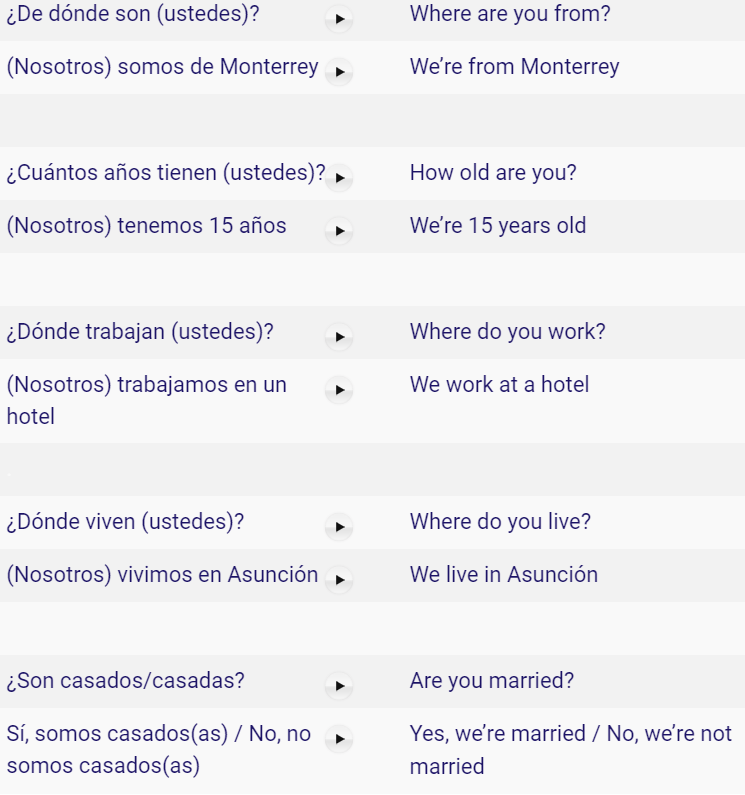 ¿De dónde son (ustedes)? Where are you from?
(Nosotros) somos de Monterrey We’re from Monterrey
¿Cuántos años tienen (ustedes)? How old are you?
(Nosotros) tenemos 15 años We’re 15 years old
¿Dónde trabajan (ustedes)? Where do you work?
(Nosotros) trabajamos en un We work at a hotel
hotel
¿Dónde viven (ustedes)? Where do you live?
(Nosotros) vivimos en Asunción We live in Asunción
¿Son casados/casadas? Are you married?
Sí, somos casados(as) / No, no Yes, we’re married / No, we’re not
somos casados(as) married